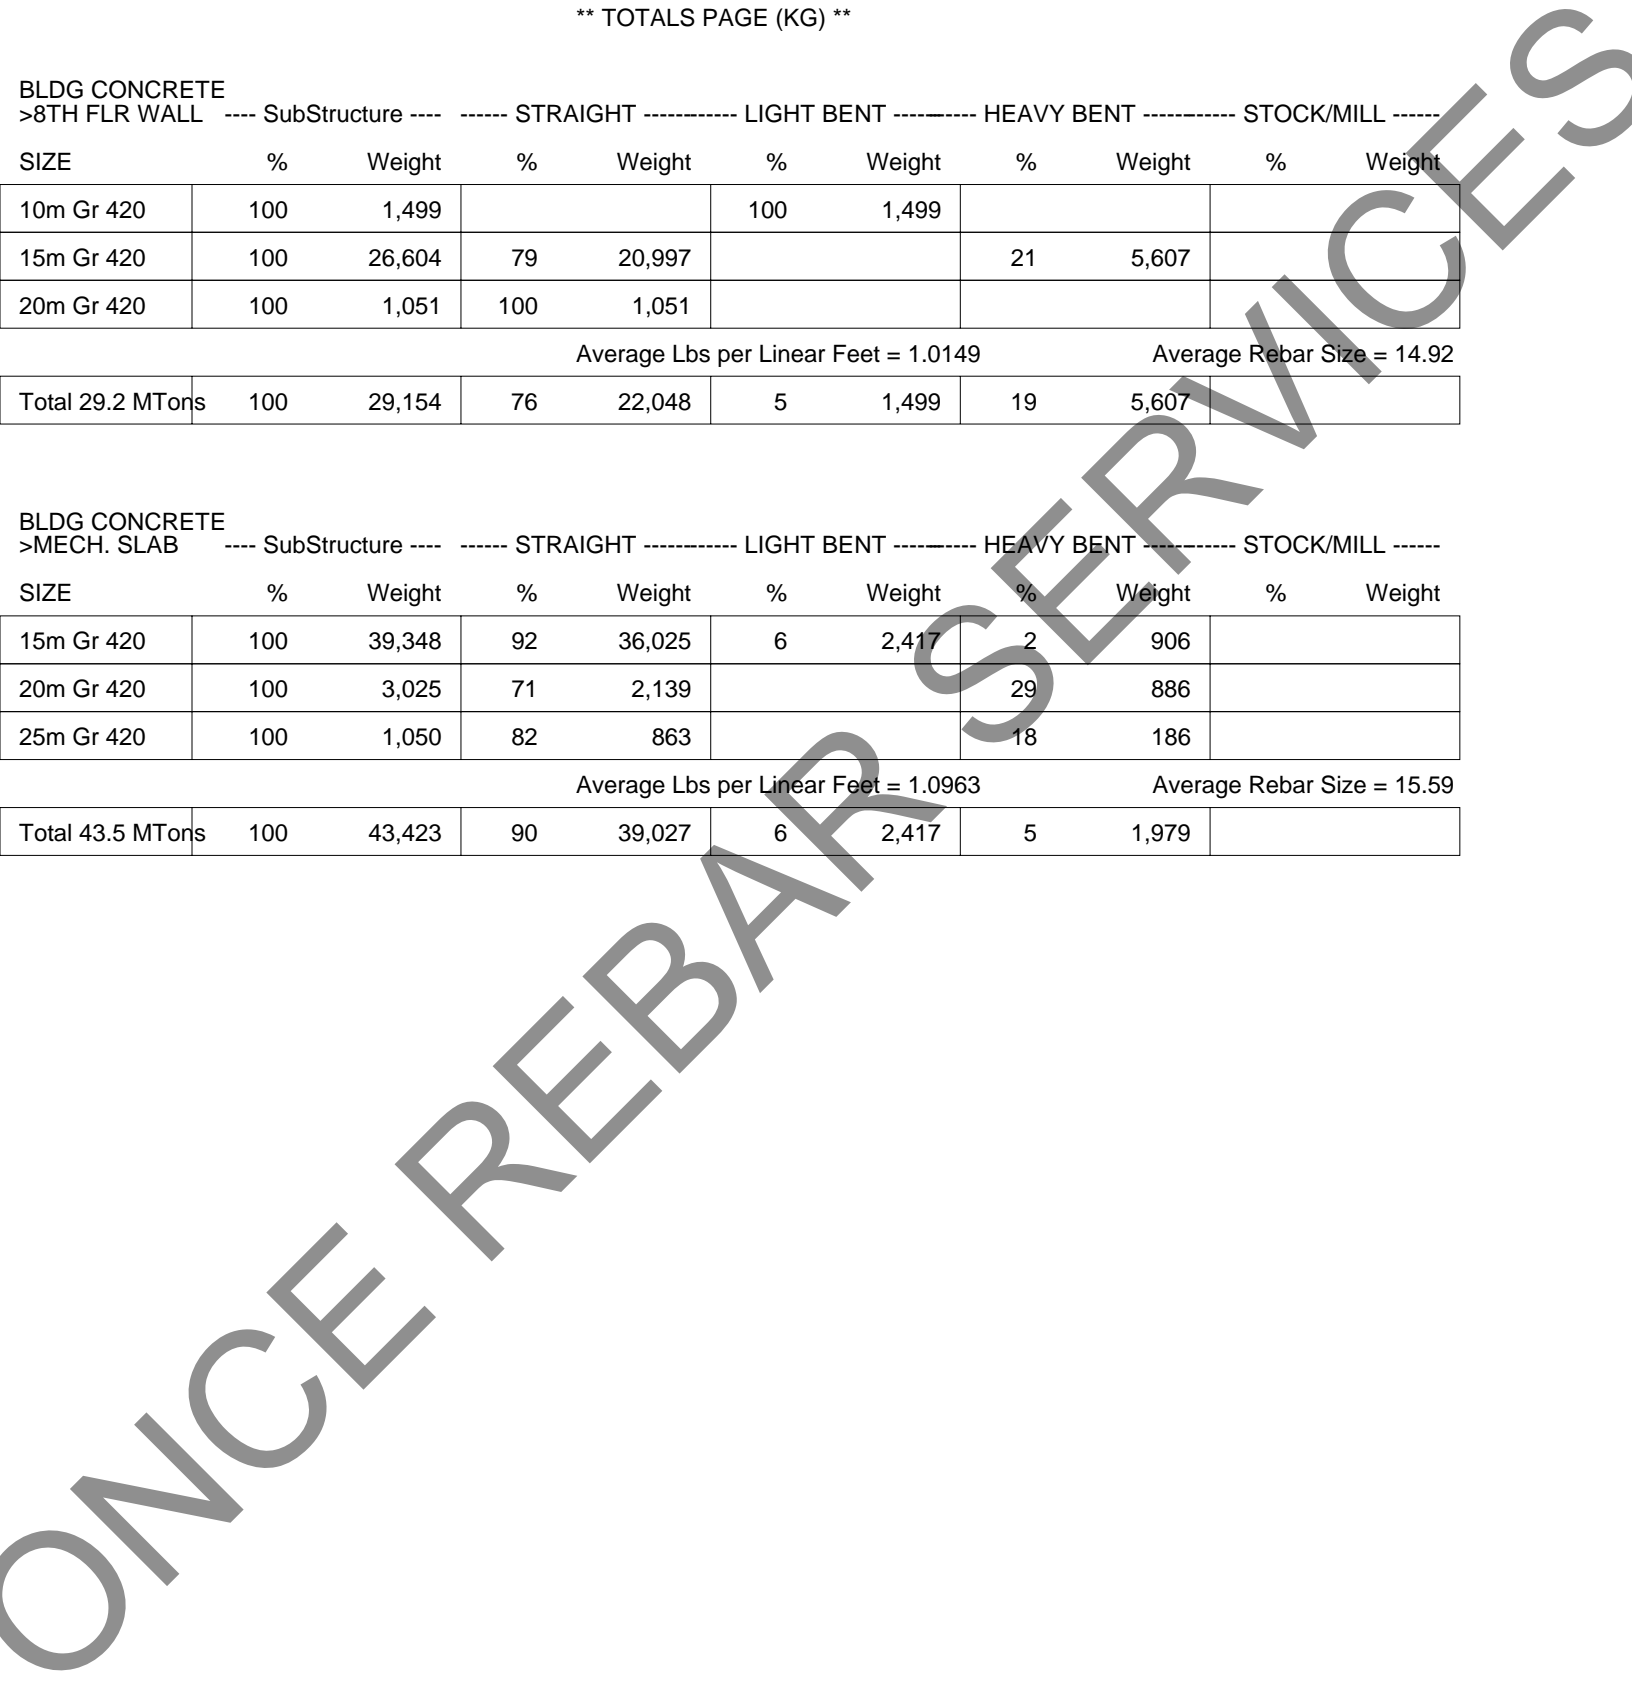 ** TOTALS PAGE (KG) **
BLDG CONCRETE
>8TH FLR WALL ---- SubStructure ---- ------ STRAIGHT ------------- LIGHT BENT ------------- HEAVY BENT ------------- STOCK/MILL ------
SIZE % Weight % Weight % Weight % Weight % Weight
10m Gr 420 100 1,499 100 1,499
15m Gr 420 100 26,604 79 20,997 21 5,607
20m Gr 420 100 1,051 100 1,051
Average Lbs per Linear Feet = 1.0149 Average Rebar Size = 14.92
Total 29.2 MTons 100 29,154 76 22,048 5 1,499 19 5,607
BLDG CONCRETE
>MECH. SLAB ---- SubStructure ---- ------ STRAIGHT ------------- LIGHT BENT ------------- HEAVY BENT ------------- STOCK/MILL ------
SIZE % Weight % Weight % Weight % Weight % Weight
15m Gr 420 100 39,348 92 36,025 6 2,417 2 906
20m Gr 420 100 3,025 71 2,139 29 886
25m Gr 420 100 1,050 82 863 18 186
Average Lbs per Linear Feet = 1.0963 Average Rebar Size = 15.59
Total 43.5 MTons 100 43,423 90 39,027 6 2,417 5 1,979
ONCE REBAR SERVICES